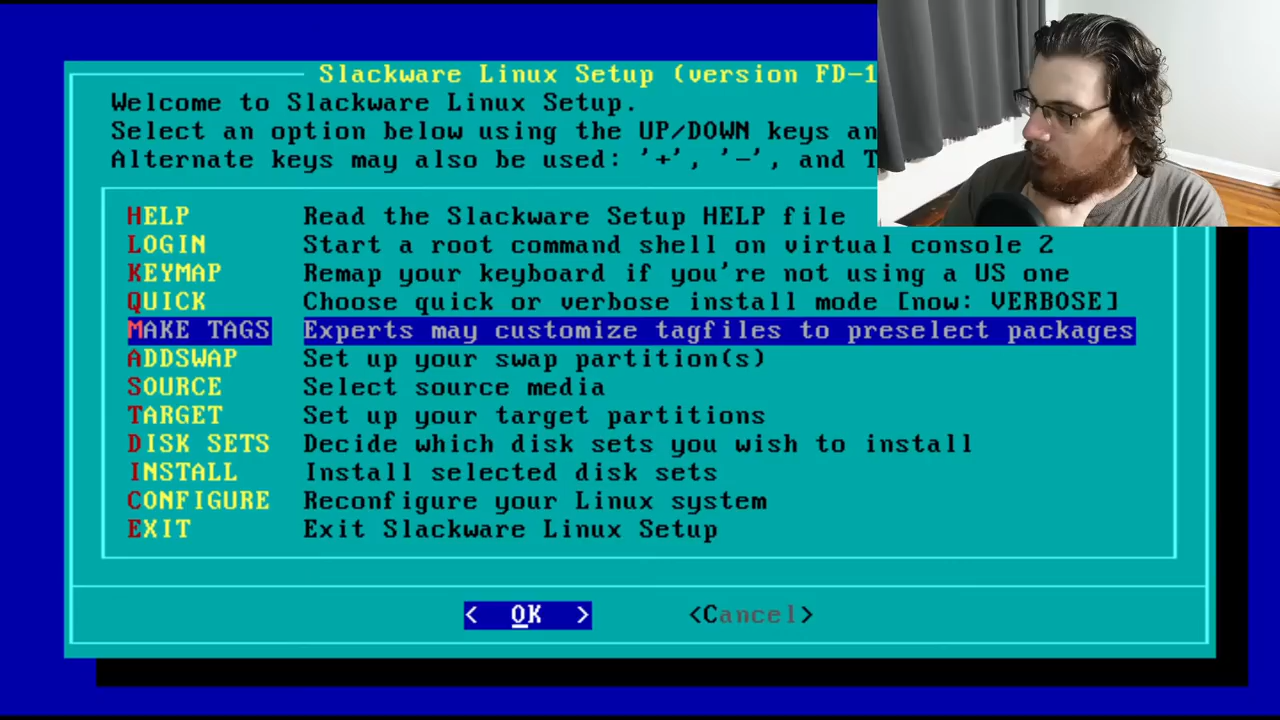 Slackware Linux Setup (version FD-1
Welcome to Slackware Linux Setup.
Select an option below using the UP/DOWN keys an
Alternate keys may also be used: '+', '-', and T
HELP Read the Slackware Setup HELP file
LOGIN Start a root command shell on virtual console 2
KEYMAP Remap your keyboard if you're not using a US one
QUICK Choose quick or verbose install mode [now: VERBOSE]
MAKE TAGS Experts may customize tagfiles to preselect packages
ADDSWAP Set up your swap partition(s)
SOURCE Select source media
TARGET Set up your target partitions
DISK SETS Decide which disk sets you wish to install
INSTALL Install selected disk sets
CONFIGURE Reconfigure your Linux system
EXIT Exit Slackware Linux Setup
< OK > <Cancel>